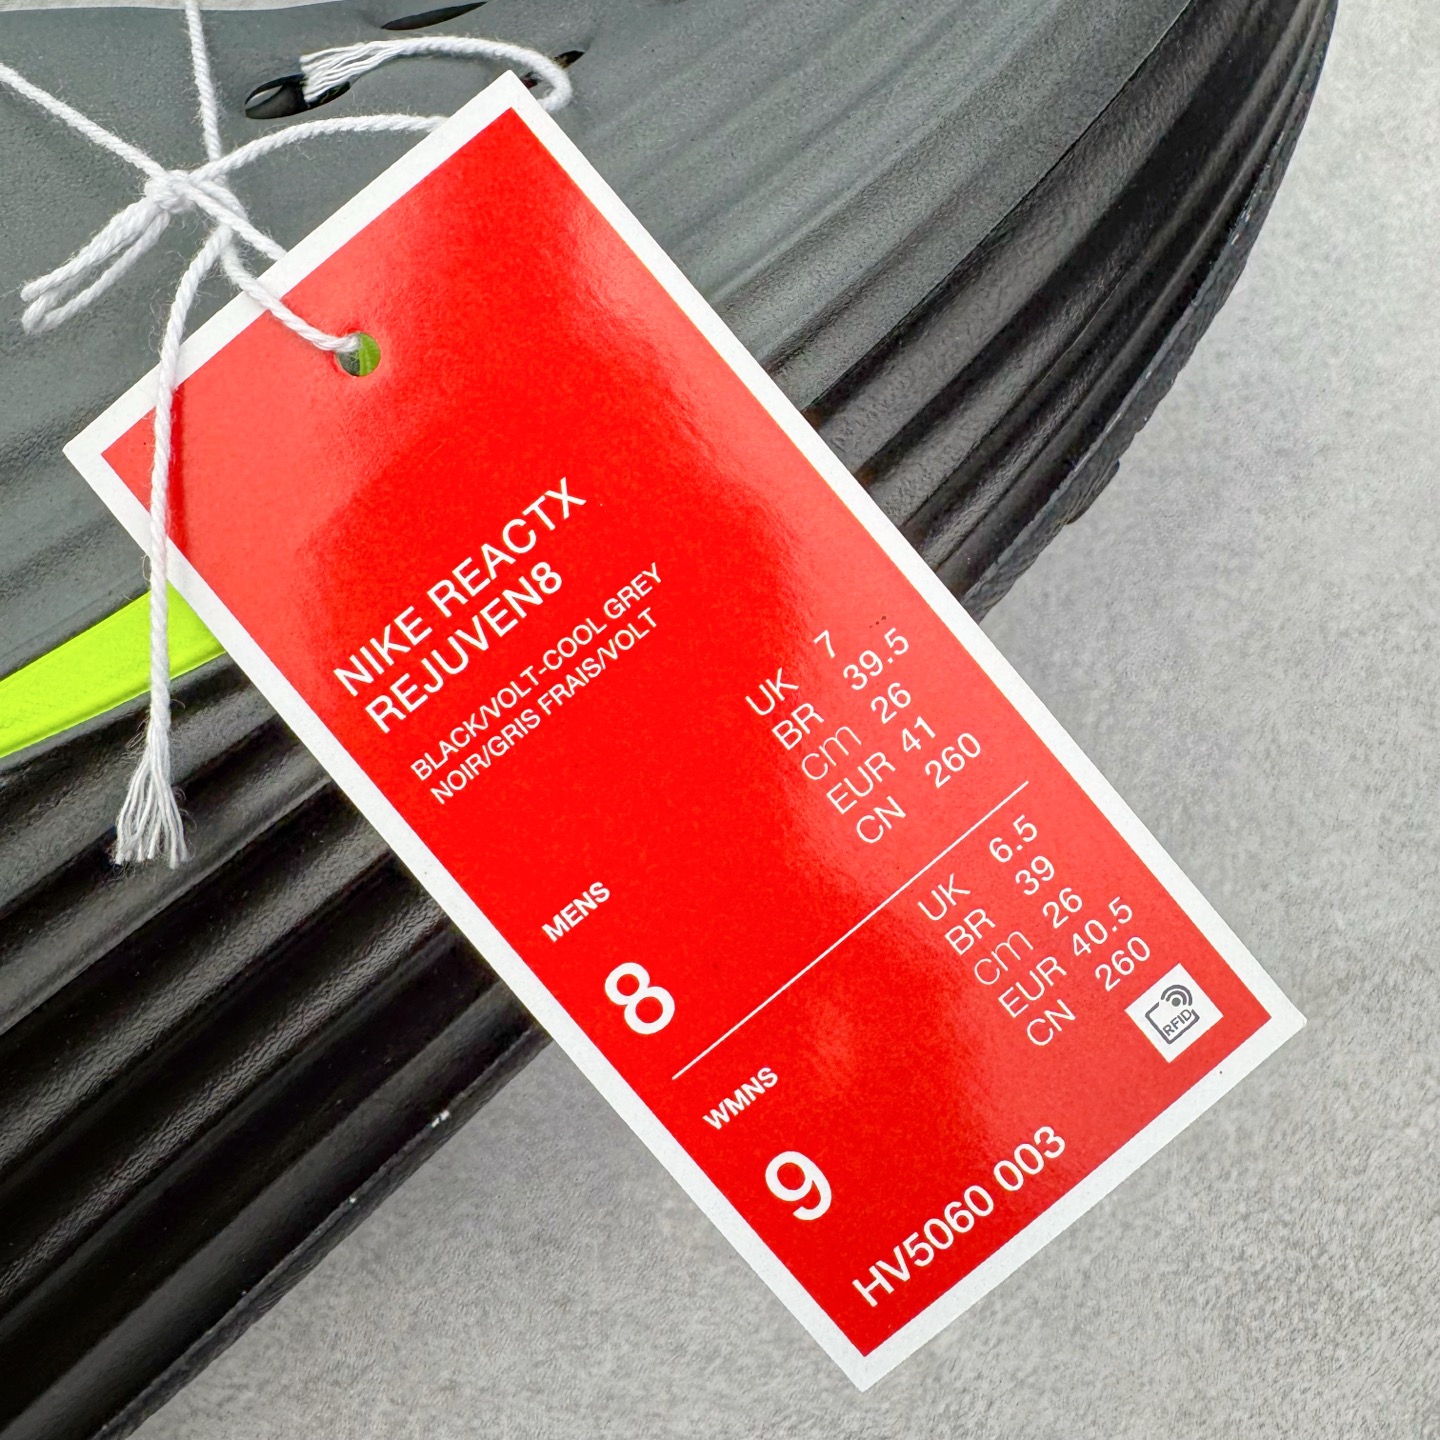 NIKE REACTX
REJUVEN8
BLACK/VOLT-COOL GREY
NOIR/GRIS FRAIS/VOLT
MENS
8
UK 7
BR 39.5
cm 26
EUR 41
CN 260
WMNS
9
UK 6.5
BR 39
cm 26
EUR 40.5
CN 260
RFID
HV5060 003